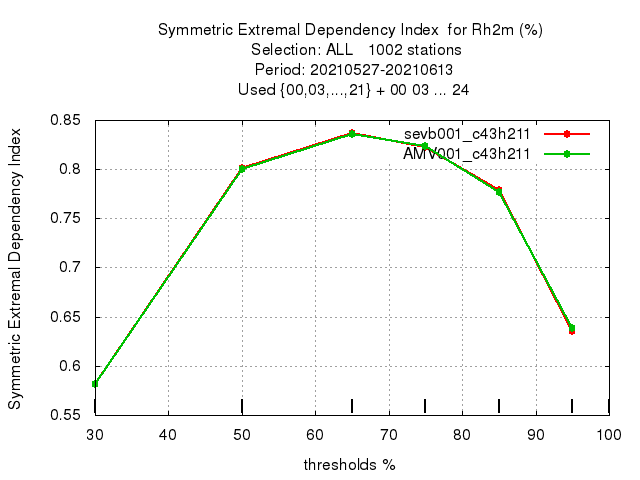 Symmetric Extremal Dependency Index  for Rh2m (%)
Selection: ALL   1002 stations
Period: 20210527-20210613
Used {00,03,...,21} + 00 03 ... 24
Symmetric Extremal Dependency Index
0.85
0.8
0.75
0.7
0.65
0.6
0.55
sevb001_c43h211
AMV001_c43h211
30 40 50 60 70 80 90 100
thresholds %